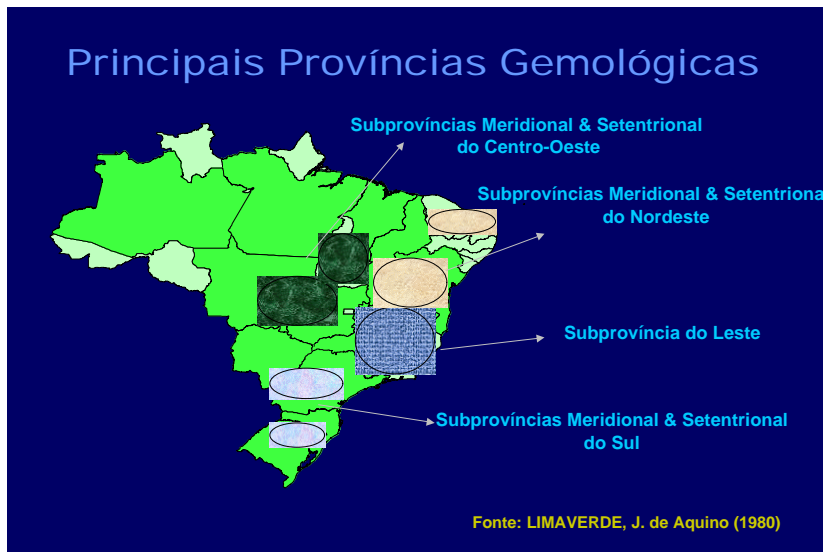 Principais Províncias Gemológicas
Subprovíncias Meridional & Setentrional
do Centro-Oeste
Subprovíncias Meridional & Setentriona
do Nordeste
Subprovíncia do Leste
Subprovíncias Meridional & Setentrional
do Sul
Fonte: LIMAVERDE, J. de Aquino (1980)